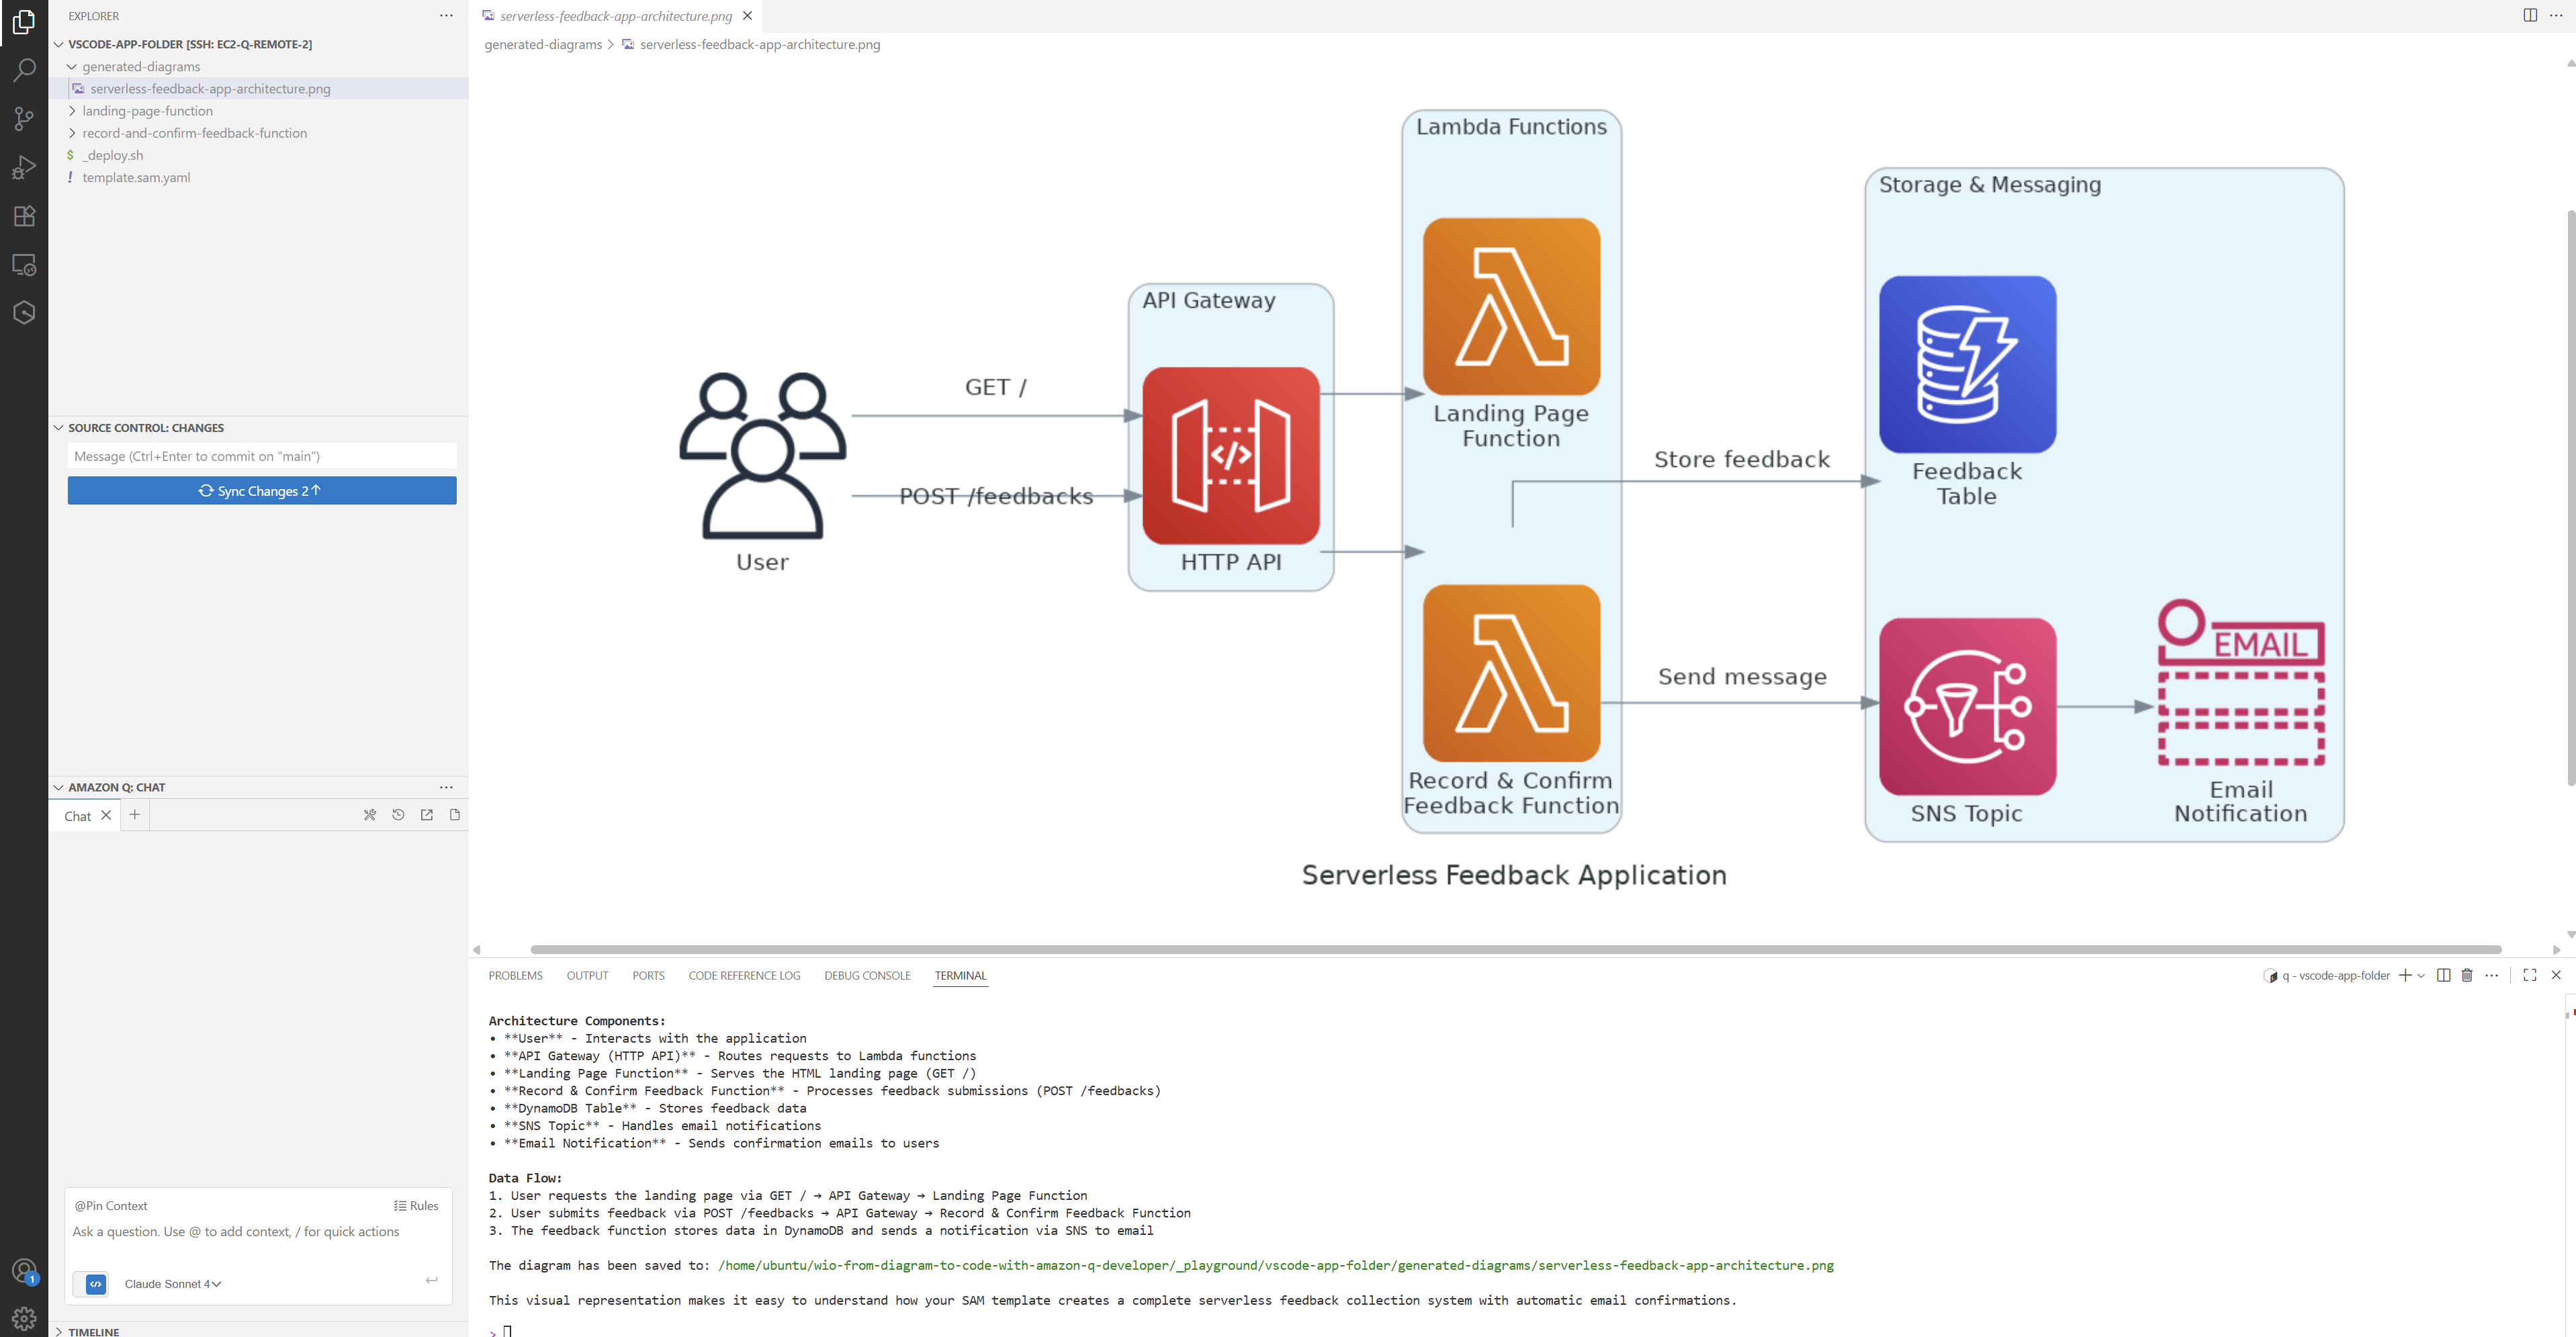 EXPLORER
VSCODE-APP-FOLDER [SSH: EC2-Q-REMOTE-2]
generated-diagrams
serverless-feedback-app-architecture.png
landing-page-function
record-and-confirm-feedback-function
$ _deploy.sh
! template.sam.yaml
SOURCE CONTROL: CHANGES
Message (Ctrl+Enter to commit on "main")
Sync Changes 2↑
AMAZON Q: CHAT
Chat
@Pin Context
Rules
Ask a question. Use @ to add context, / for quick actions
Claude Sonnet 4
1
TIMELINE
serverless-feedback-app-architecture.png
generated-diagrams > serverless-feedback-app-architecture.png
Lambda Functions
Storage & Messaging
API Gateway
GET /
POST /feedbacks
User
HTTP API
Landing Page
Function
Store feedback
Feedback
Table
Send message
EMAIL
Record & Confirm
Feedback Function
SNS Topic
Email
Notification
Serverless Feedback Application
PROBLEMS
OUTPUT
PORTS
CODE REFERENCE LOG
DEBUG CONSOLE
TERMINAL
q - vscode-app-folder
Architecture Components:
• **User** - Interacts with the application
• **API Gateway (HTTP API)** - Routes requests to Lambda functions
• **Landing Page Function** - Serves the HTML landing page (GET /)
• **Record & Confirm Feedback Function** - Processes feedback submissions (POST /feedbacks)
• **DynamoDB Table** - Stores feedback data
• **SNS Topic** - Handles email notifications
• **Email Notification** - Sends confirmation emails to users
Data Flow:
1. User requests the landing page via GET / → API Gateway → Landing Page Function
2. User submits feedback via POST /feedbacks → API Gateway → Record & Confirm Feedback Function
3. The feedback function stores data in DynamoDB and sends a notification via SNS to email
The diagram has been saved to: /home/ubuntu/wio-from-diagram-to-code-with-amazon-q-developer/_playground/vscode-app-folder/generated-diagrams/serverless-feedback-app-architecture.png
This visual representation makes it easy to understand how your SAM template creates a complete serverless feedback collection system with automatic email confirmations.
>